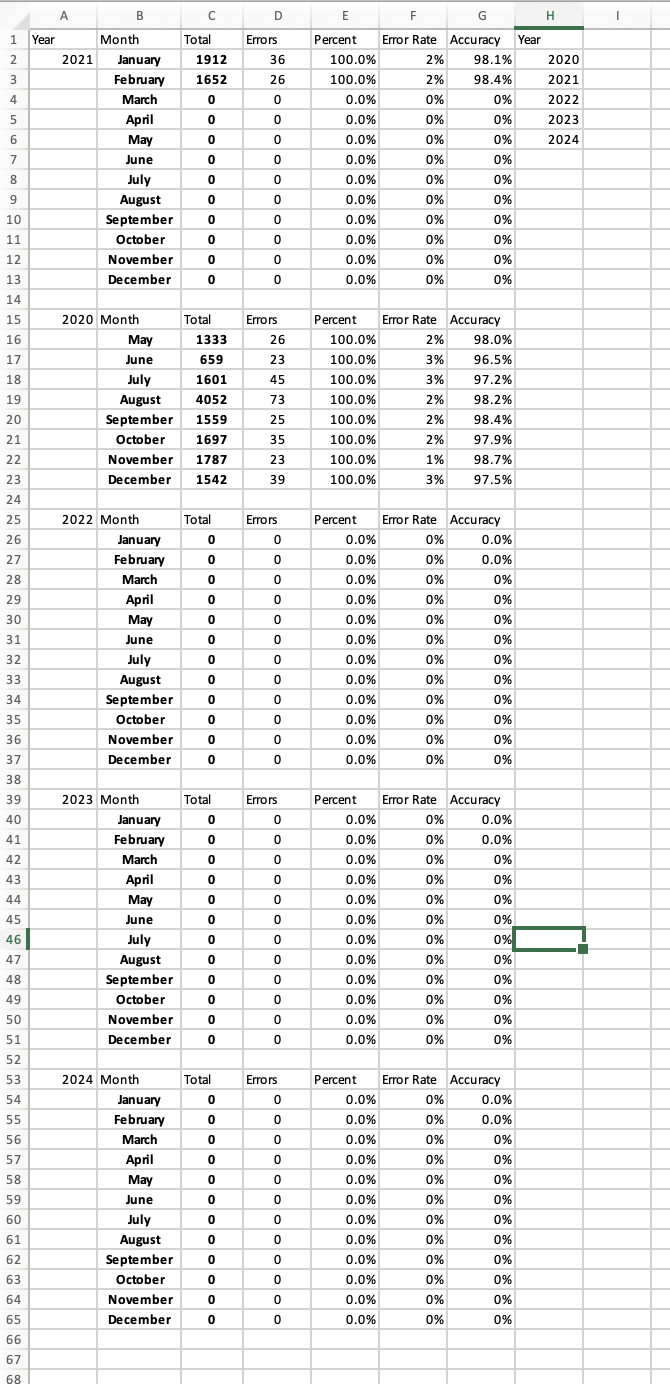 A B C D E F G H I
1 Year Month Total Errors Percent Error Rate Accuracy Year
2 2021 January 1912 36 100.0% 2% 98.1% 2020
3 February 1652 26 100.0% 2% 98.4% 2021
4 March 0 0 0.0% 0% 0% 2022
5 April 0 0 0.0% 0% 0% 2023
6 May 0 0 0.0% 0% 0% 2024
7 June 0 0 0.0% 0% 0%
8 July 0 0 0.0% 0% 0%
9 August 0 0 0.0% 0% 0%
10 September 0 0 0.0% 0% 0%
11 October 0 0 0.0% 0% 0%
12 November 0 0 0.0% 0% 0%
13 December 0 0 0.0% 0% 0%
14
15 2020 Month Total Errors Percent Error Rate Accuracy
16 May 1333 26 100.0% 2% 98.0%
17 June 659 23 100.0% 3% 96.5%
18 July 1601 45 100.0% 3% 97.2%
19 August 4052 73 100.0% 2% 98.2%
20 September 1559 25 100.0% 2% 98.4%
21 October 1697 35 100.0% 2% 97.9%
22 November 1787 23 100.0% 1% 98.7%
23 December 1542 39 100.0% 3% 97.5%
24
25 2022 Month Total Errors Percent Error Rate Accuracy
26 January 0 0 0.0% 0% 0.0%
27 February 0 0 0.0% 0% 0.0%
28 March 0 0 0.0% 0% 0%
29 April 0 0 0.0% 0% 0%
30 May 0 0 0.0% 0% 0%
31 June 0 0 0.0% 0% 0%
32 July 0 0 0.0% 0% 0%
33 August 0 0 0.0% 0% 0%
34 September 0 0 0.0% 0% 0%
35 October 0 0 0.0% 0% 0%
36 November 0 0 0.0% 0% 0%
37 December 0 0 0.0% 0% 0%
38
39 2023 Month Total Errors Percent Error Rate Accuracy
40 January 0 0 0.0% 0% 0.0%
41 February 0 0 0.0% 0% 0.0%
42 March 0 0 0.0% 0% 0%
43 April 0 0 0.0% 0% 0%
44 May 0 0 0.0% 0% 0%
45 June 0 0 0.0% 0% 0%
46 July 0 0 0.0% 0% 0%
47 August 0 0 0.0% 0% 0%
48 September 0 0 0.0% 0% 0%
49 October 0 0 0.0% 0% 0%
50 November 0 0 0.0% 0% 0%
51 December 0 0 0.0% 0% 0%
52
53 2024 Month Total Errors Percent Error Rate Accuracy
54 January 0 0 0.0% 0% 0.0%
55 February 0 0 0.0% 0% 0.0%
56 March 0 0 0.0% 0% 0%
57 April 0 0 0.0% 0% 0%
58 May 0 0 0.0% 0% 0%
59 June 0 0 0.0% 0% 0%
60 July 0 0 0.0% 0% 0%
61 August 0 0 0.0% 0% 0%
62 September 0 0 0.0% 0% 0%
63 October 0 0 0.0% 0% 0%
64 November 0 0 0.0% 0% 0%
65 December 0 0 0.0% 0% 0%
66
67
68